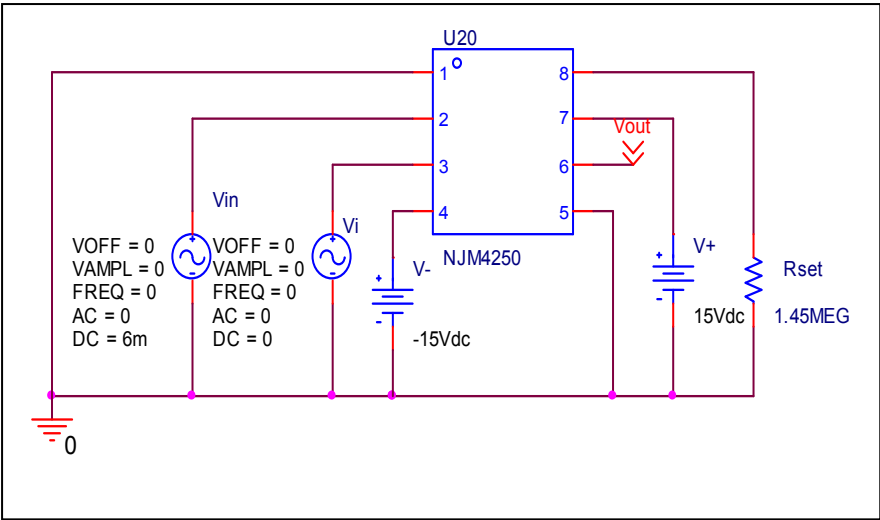 U20
1
8
2
7
Vout
3
6
4
5
NJM4250
Vin
VOFF = 0
VAMPL = 0
FREQ = 0
AC = 0
DC = 6m
Vi
VOFF = 0
VAMPL = 0
FREQ = 0
AC = 0
DC = 0
V-
-15Vdc
V+
15Vdc
Rset
1.45MEG
0